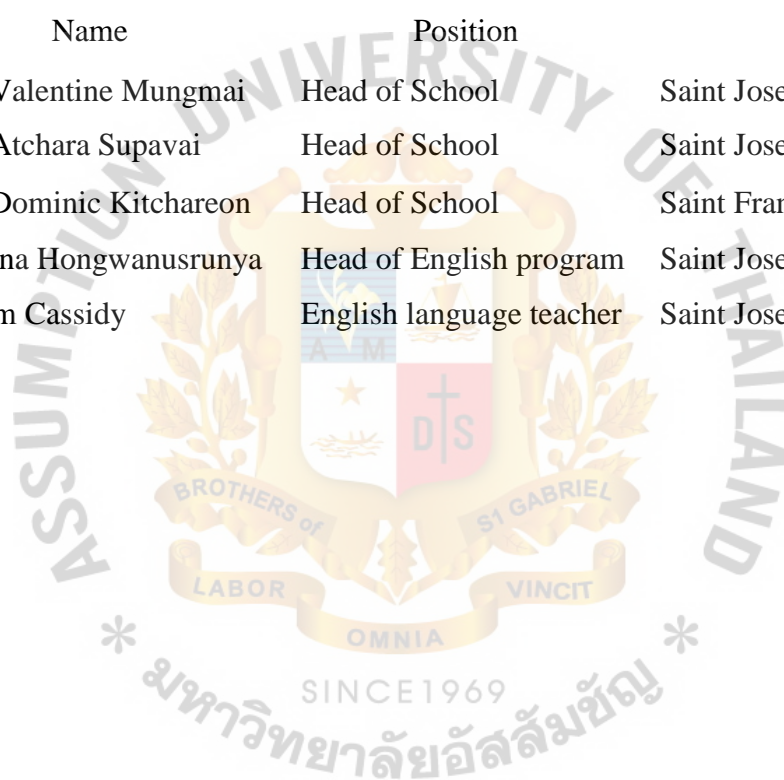 Name Position
Valentine Mungmai Head of School Saint Jose
Atchara Supavai Head of School Saint Jose
Dominic Kitchareon Head of School Saint Fran
na Hongwanusrunya Head of English program Saint Jose
m Cassidy English language teacher Saint Jose
ASSUMPTION UNIVERSITY OF THAILAND
A M
D S
BROTHERS of ST GABRIEL
LABOR VINCIT
OMNIA
SINCE1969
* มหาวิทยาลัยอัสสัมชัญ *